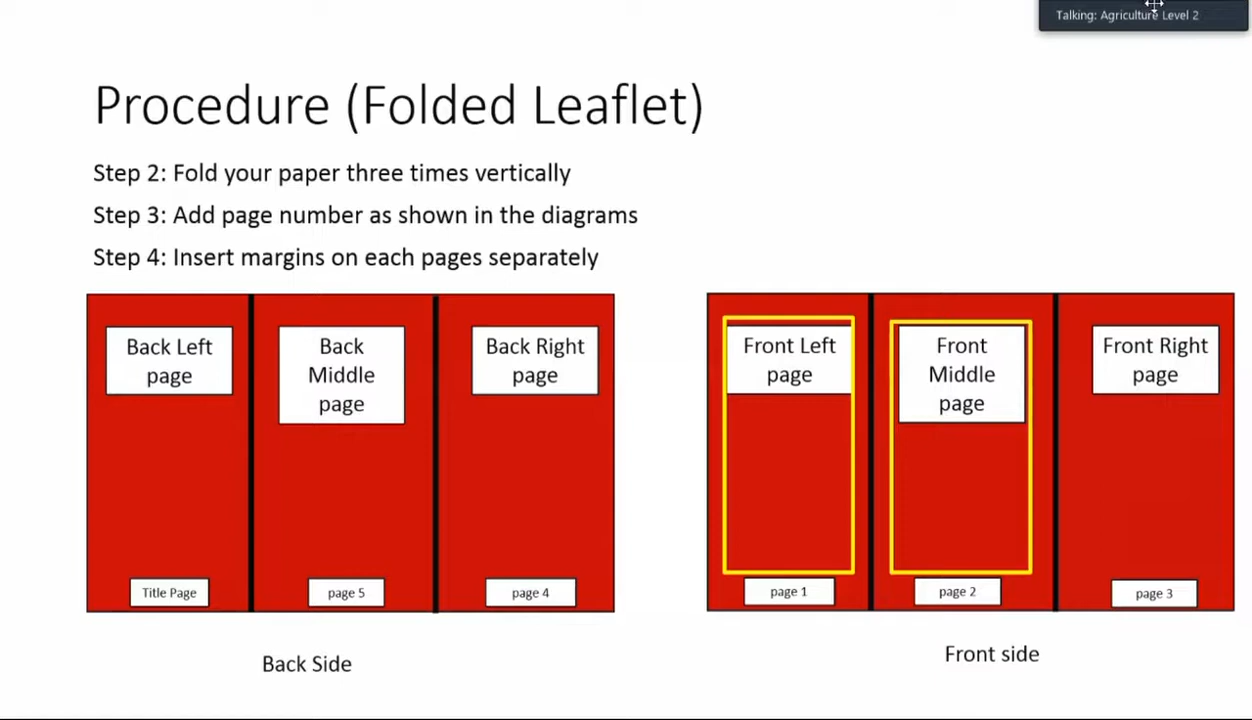 Talking: Agriculture Level 2
Procedure (Folded Leaflet)
Step 2: Fold your paper three times vertically
Step 3: Add page number as shown in the diagrams
Step 4: Insert margins on each pages separately
Back Left
page
Back
Middle
page
Back Right
page
Title Page
page 5
page 4
Back Side
Front Left
page
Front
Middle
page
Front Right
page
page 1
page 2
page 3
Front side